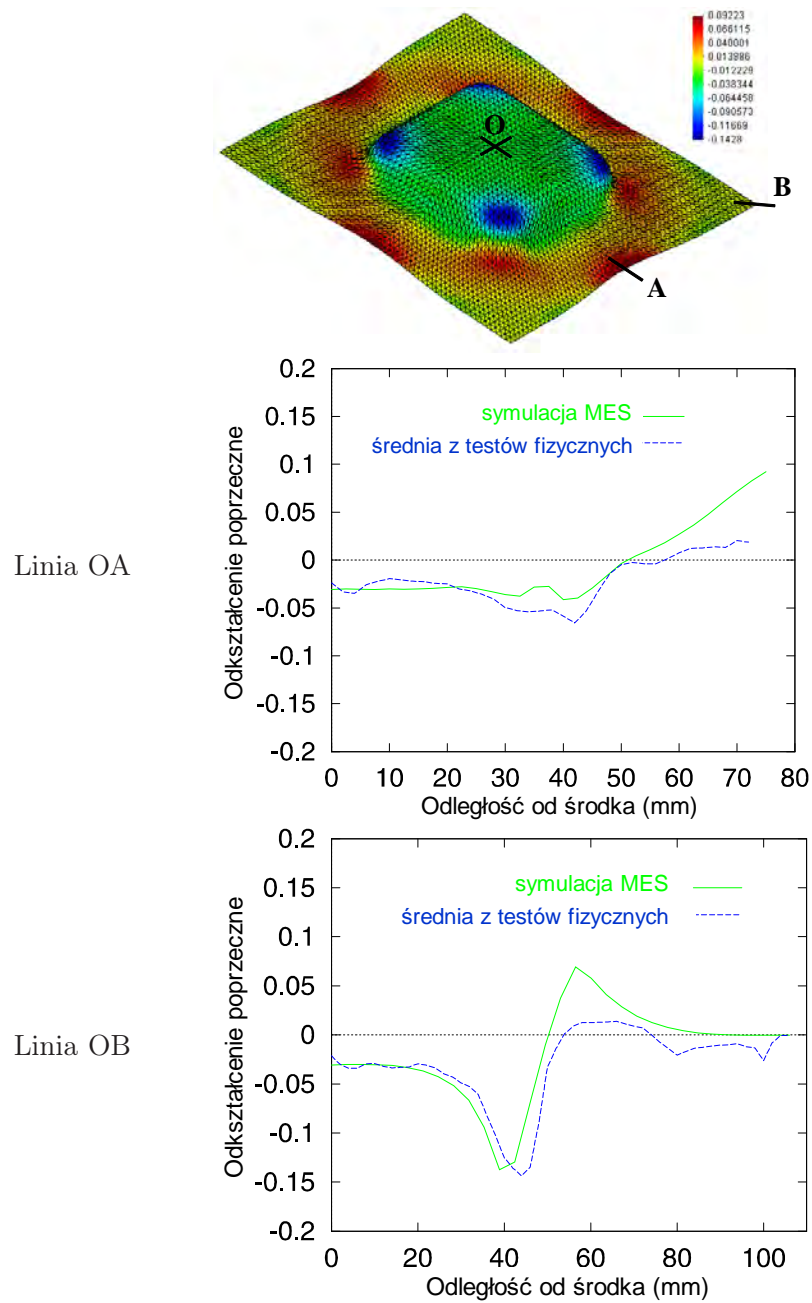 0.09223
0.066115
0.040001
0.013886
-0.012229
-0.038344
-0.064458
-0.090573
-0.11669
-0.1428
O
B
A
Linia OA
Odkształcenie poprzeczne
0.2
0.15
0.1
0.05
0
-0.05
-0.1
-0.15
-0.2
symulacja MES
średnia z testów fizycznych
0 10 20 30 40 50 60 70 80
Odległość od środka (mm)
Linia OB
Odkształcenie poprzeczne
0.2
0.15
0.1
0.05
0
-0.05
-0.1
-0.15
-0.2
symulacja MES
średnia z testów fizycznych
0 20 40 60 80 100
Odległość od środka (mm)